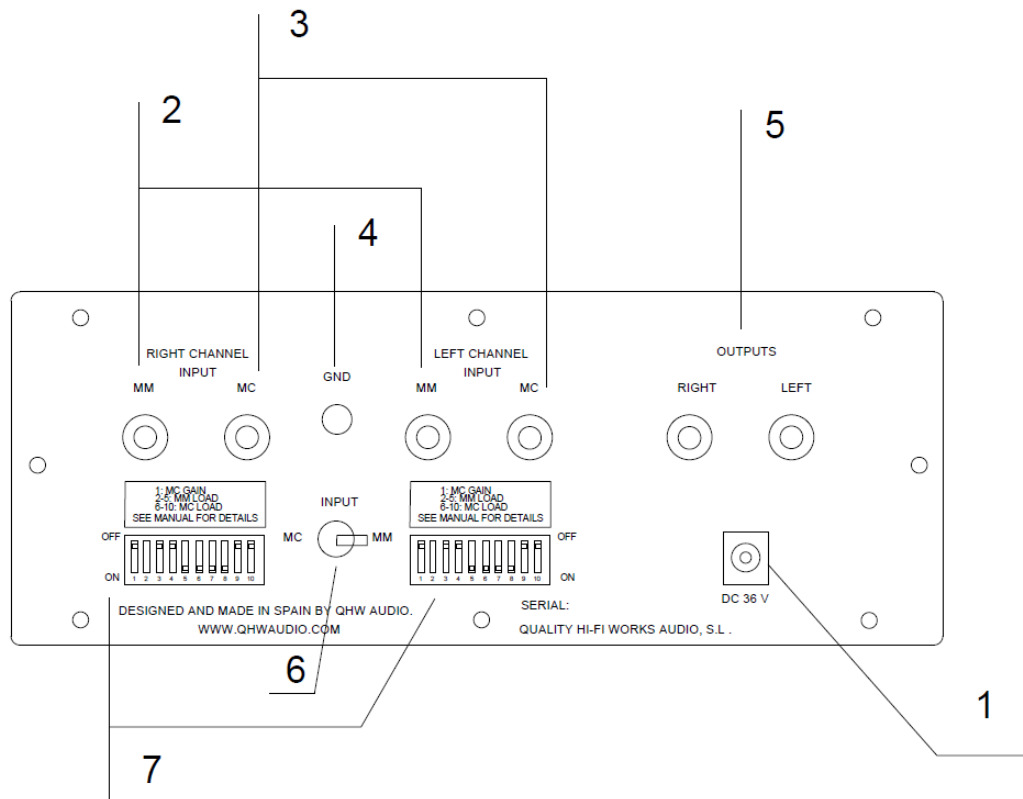 3
2
5
4
RIGHT CHANNEL
INPUT
MM
MC
GND
LEFT CHANNEL
INPUT
MM
MC
OUTPUTS
RIGHT
LEFT
1: MC GAIN
2-5: MM LOAD
6-10: MC LOAD
SEE MANUAL FOR DETAILS
INPUT
MC
MM
1: MC GAIN
2-5: MM LOAD
6-10: MC LOAD
SEE MANUAL FOR DETAILS
OFF
ON
1 2 3 4 5 6 7 8 9 10
1 2 3 4 5 6 7 8 9 10
OFF
ON
DC 36 V
DESIGNED AND MADE IN SPAIN BY QHW AUDIO.
WWW.QHWAUDIO.COM
SERIAL:
QUALITY HI-FI WORKS AUDIO, S.L .
6
1
7